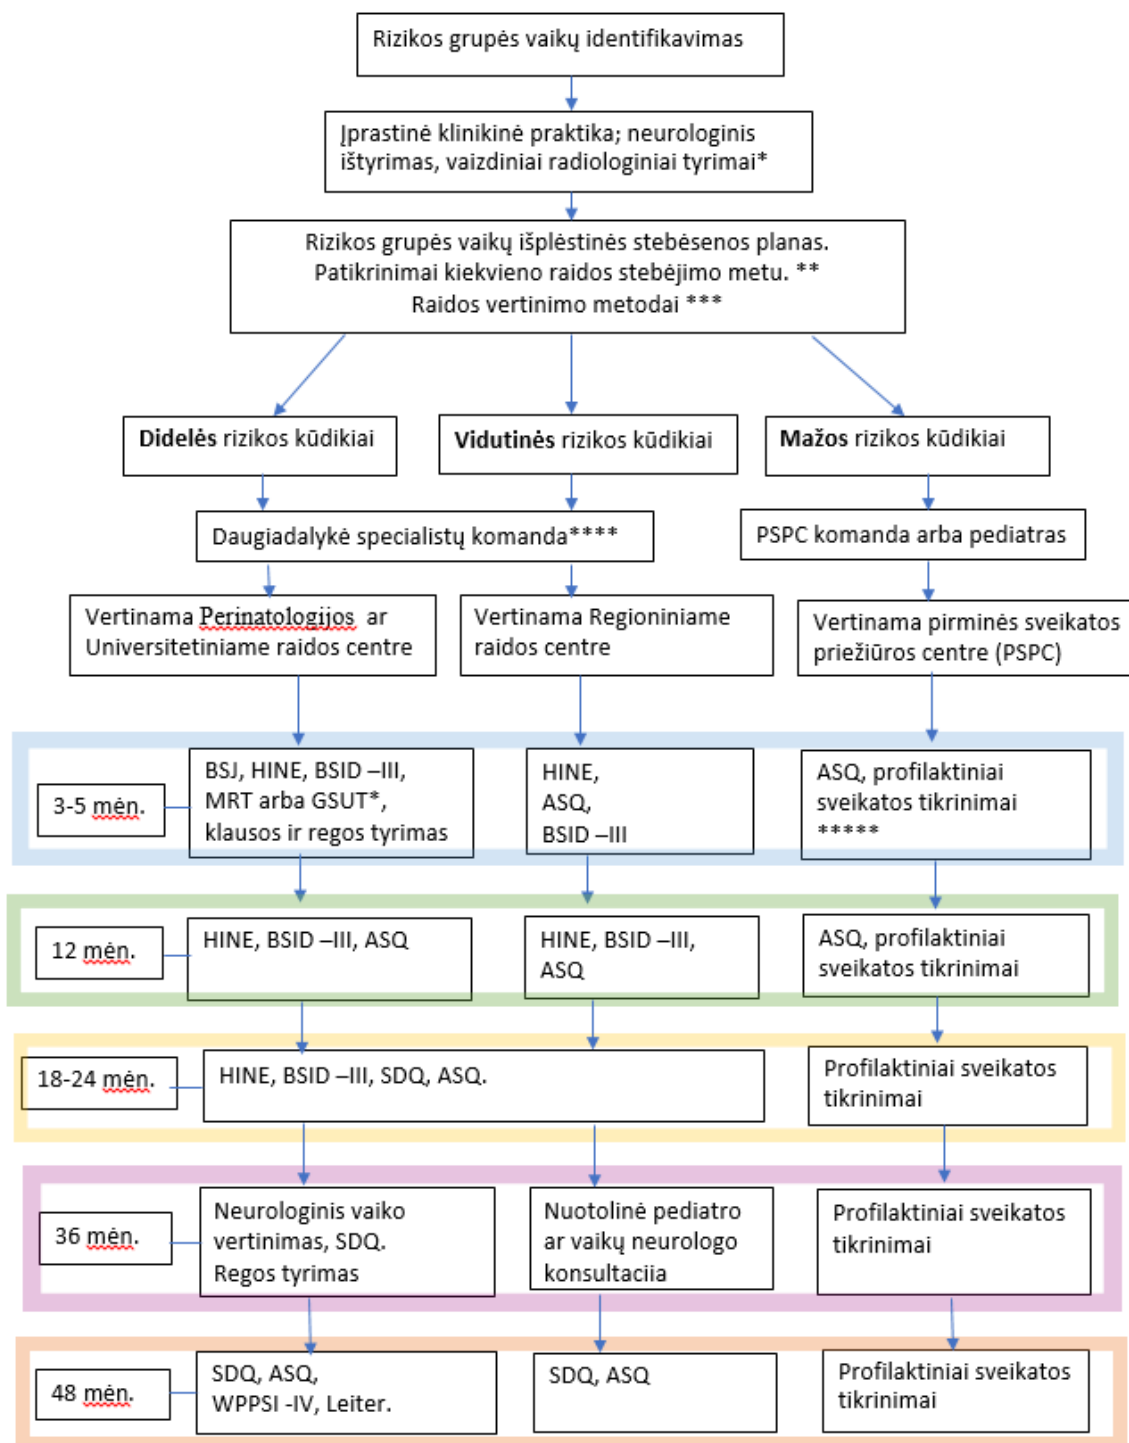 Rizikos grupės vaikų identifikavimas
Įprastinė klinikinė praktika; neurologinis
ištyrimas, vaizdiniai radiologiniai tyrimai*
Rizikos grupės vaikų išplėstinės stebėsenos planas.
Patikrinimai kiekvieno raidos stebėjimo metu. **
Raidos vertinimo metodai ***
Didelės rizikos kūdikiai
Vidutinės rizikos kūdikiai
Mažos rizikos kūdikiai
Daugiadalykė specialistų komanda****
PSPC komanda arba pediatras
Vertinama Perinatologijos ar
Universitetiniame raidos centre
Vertinama Regioniniame
raidos centre
Vertinama pirminės sveikatos
priežiūros centre (PSPC)
3-5 mėn.
BSJ, HINE, BSID –III,
MRT arba GSUT*,
klausos ir regos tyrimas
HINE,
ASQ,
BSID –III
ASQ, profilaktiniai
sveikatos tikrinimai
*****
12 mėn.
HINE, BSID –III, ASQ
HINE, BSID –III,
ASQ
ASQ, profilaktiniai
sveikatos tikrinimai
18-24 mėn.
HINE, BSID –III, SDQ, ASQ.
Profilaktiniai sveikatos
tikrinimai
36 mėn.
Neurologinis vaiko
vertinimas, SDQ.
Regos tyrimas
Nuotolinė pediatro
ar vaikų neurologo
konsultacija
Profilaktiniai sveikatos
tikrinimai
48 mėn.
SDQ, ASQ,
WPPSI -IV, Leiter.
SDQ, ASQ
Profilaktiniai sveikatos
tikrinimai